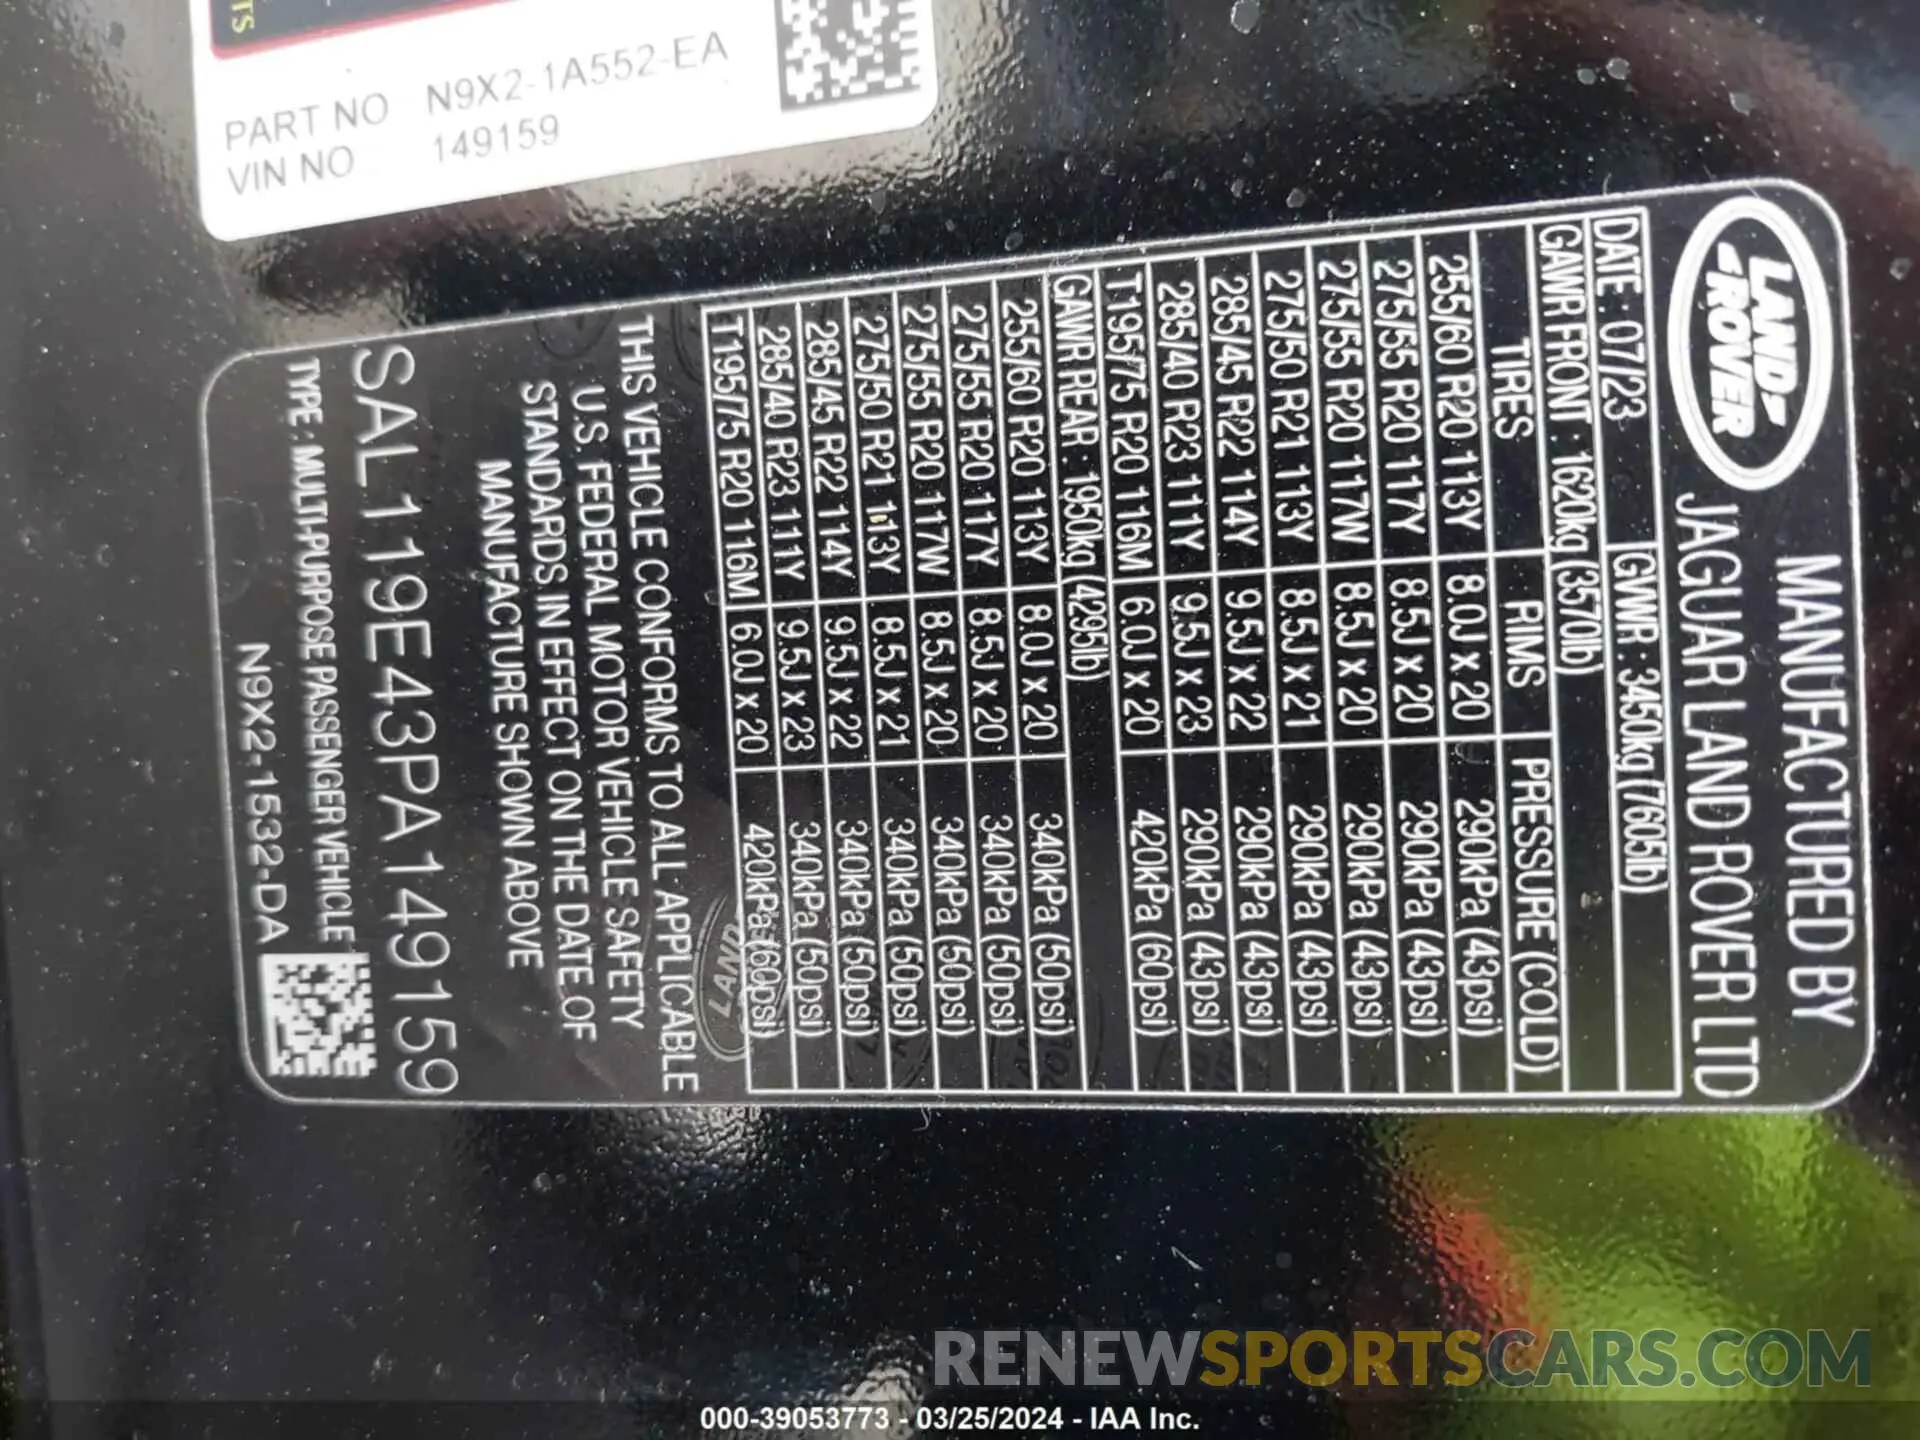 TS
PART NO N9X2-1A552-EA
VIN NO 149159
LAND ROVER
MANUFACTURED BY
JAGUAR LAND ROVER LTD
DATE : 07/23 GVWR : 3450kg (7605lb)
GAWR FRONT : 1620kg (3570lb)
TIRES RIMS PRESSURE (COLD)
255/60 R20 113Y 8.0J x 20 290kPa (43psi)
275/55 R20 117Y 8.5J x 20 290kPa (43psi)
275/55 R20 117W 8.5J x 20 290kPa (43psi)
275/50 R21 113Y 8.5J x 21 290kPa (43psi)
285/45 R22 114Y 9.5J x 22 290kPa (43psi)
285/40 R23 111Y 9.5J x 23 290kPa (43psi)
T195/75 R20 116M 6.0J x 20 420kPa (60psi)
GAWR REAR : 1950kg (4295lb)
255/60 R20 113Y 8.0J x 20 340kPa (50psi)
275/55 R20 117Y 8.5J x 20 340kPa (50psi)
275/55 R20 117W 8.5J x 20 340kPa (50psi)
275/50 R21 113Y 8.5J x 21 340kPa (50psi)
285/45 R22 114Y 9.5J x 22 340kPa (50psi)
285/40 R23 111Y 9.5J x 23 340kPa (50psi)
T195/75 R20 116M 6.0J x 20 420kPa (60psi)
THIS VEHICLE CONFORMS TO ALL APPLICABLE
U.S. FEDERAL MOTOR VEHICLE SAFETY
STANDARDS IN EFFECT ON THE DATE OF
MANUFACTURE SHOWN ABOVE
SAL119E43PA149159
TYPE : MULTI-PURPOSE PASSENGER VEHICLE
N9X2-1532-DA
RENEWSPORTSCARS.COM
000-39053773 - 03/25/2024 - IAA Inc.